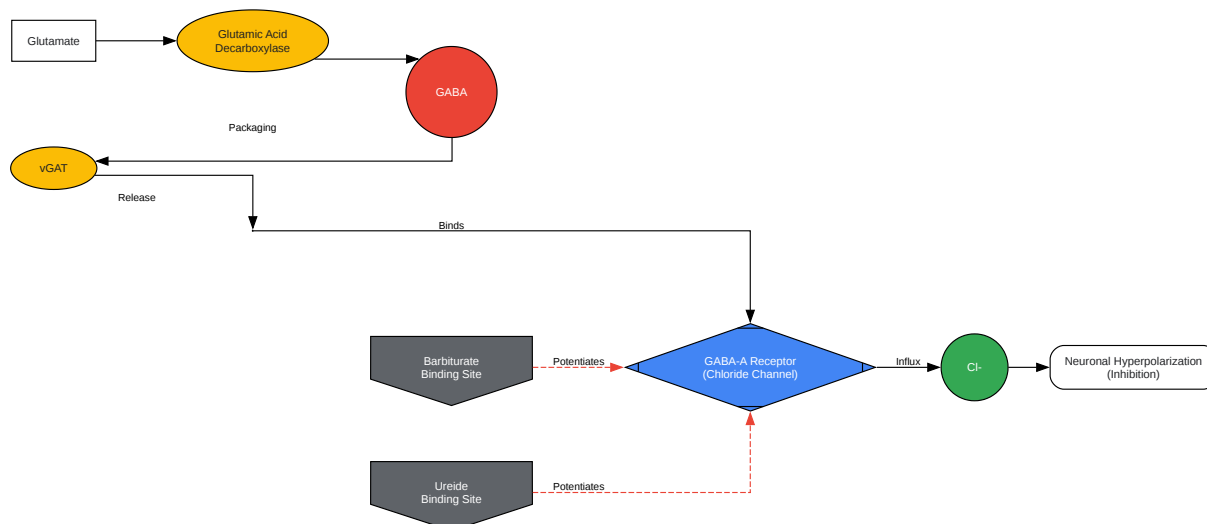 Glutamate
Glutamic Acid
Decarboxylase
GABA
Packaging
vGAT
Release
Binds
Barbiturate
Binding Site
Potentiates
GABA-A Receptor
(Chloride Channel)
Influx
Cl-
Neuronal Hyperpolarization
(Inhibition)
Ureide
Binding Site
Potentiates